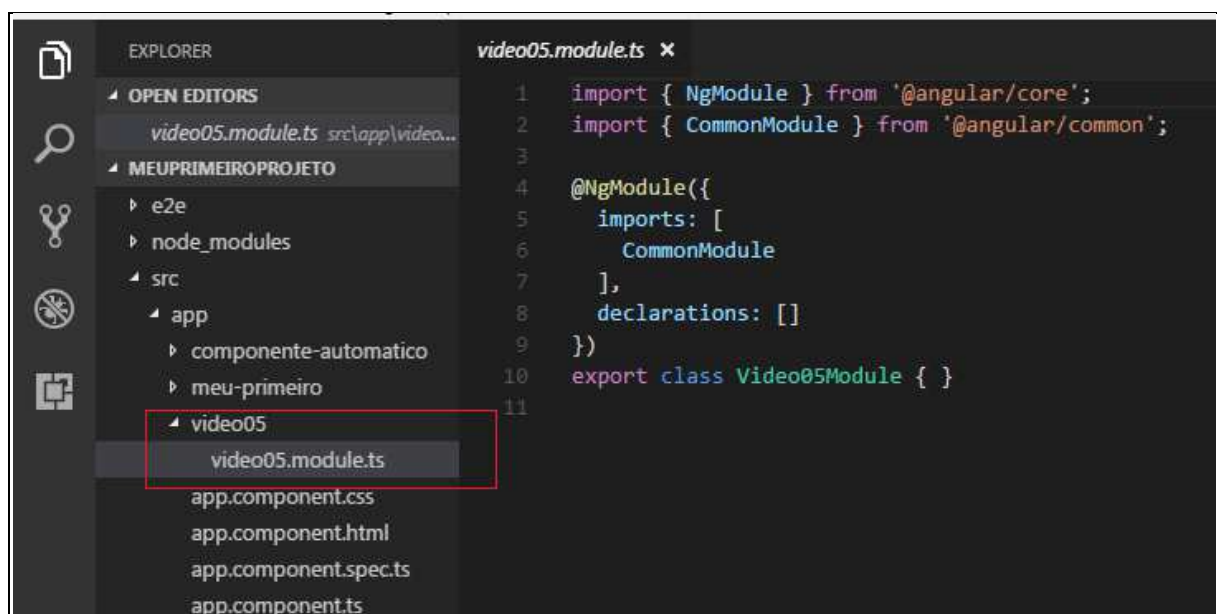 EXPLORER
OPEN EDITORS
video05.module.ts src\app\video...
MEUPRIMEIROPROJETO
e2e
node_modules
src
app
componente-automatico
meu-primeiro
video05
video05.module.ts
app.component.css
app.component.html
app.component.spec.ts
app.component.ts
video05.module.ts ×
1 import { NgModule } from '@angular/core';
2 import { CommonModule } from '@angular/common';
3
4 @NgModule({
5   imports: [
6     CommonModule
7   ],
8   declarations: []
9 })
10 export class Video05Module { }
11